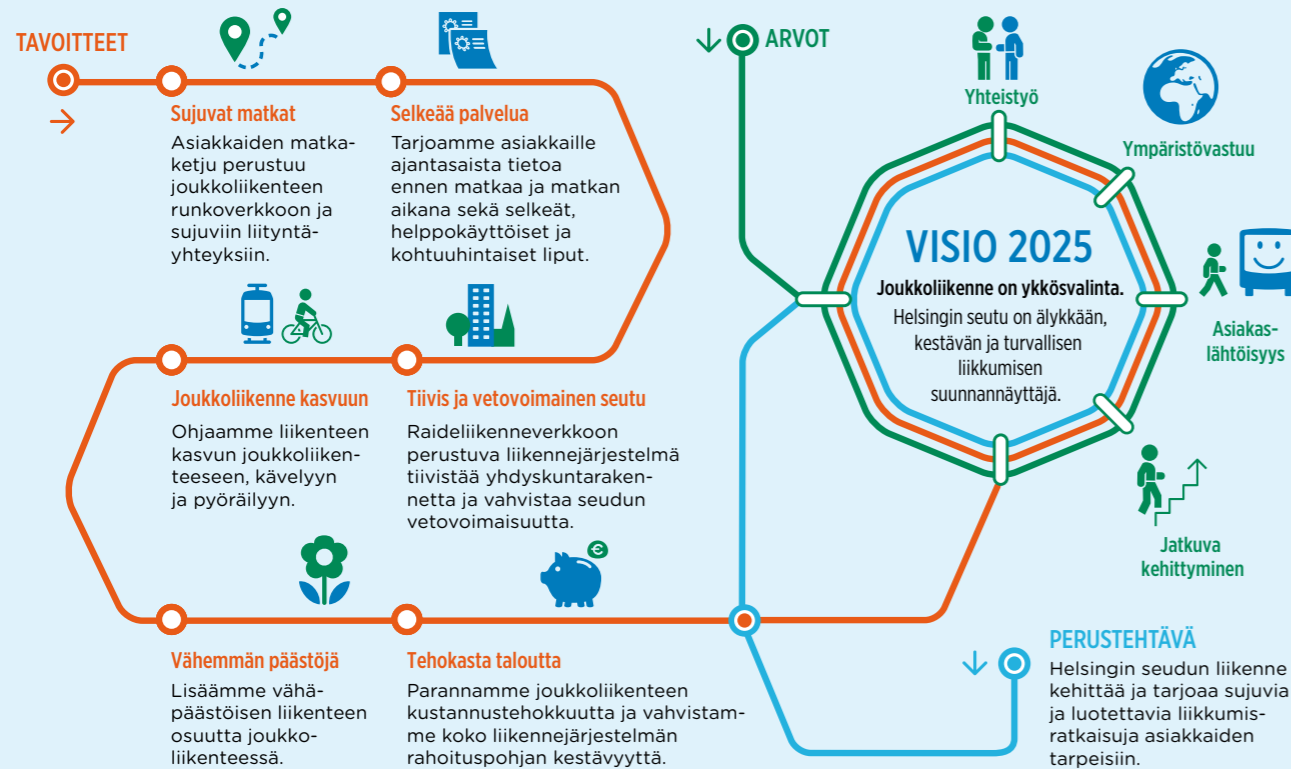 TAVOITTEET
Sujuvat matkat
Asiakkaiden matka-
ketju perustuu
joukkoliikenteen
runkoverkkoon ja
sujuviin liityntä-
yhteyksiin.
Selkeää palvelua
Tarjoamme asiakkaille
ajantasaista tietoa
ennen matkaa ja matkan
aikana sekä selkeät,
helppokäyttöiset ja
kohtuuhintaiset liput.
Joukkoliikenne kasvuun
Ohjaamme liikenteen
kasvun joukkoliiken-
teeseen, kävelyyn
ja pyöräilyyn.
Tiivis ja vetovoimainen seutu
Raideliikenneverkkoon
perustuva liikennejärjestelmä
tiivistää yhdyskuntaraken-
netta ja vahvistaa seudun
vetovoimaisuutta.
€
Vähemmän päästöjä
Lisäämme vähä-
päästöisen liikenteen
osuutta joukko-
liikenteessä.
Tehokasta taloutta
Parannamme joukkoliikenteen
kustannustehokkuutta ja vahvistam-
me koko liikennejärjestelmän
rahoituspohjan kestävyyttä.
ARVOT
Yhteistyö
Ympäristövastuu
Asiakas-
lähtöisyys
Jatkuva
kehittyminen
VISIO 2025
Joukkoliikenne on ykkösvalinta.
Helsingin seutu on älykkään,
kestävän ja turvallisen
liikkumisen
suunnannäyttäjä.
PERUSTEHTÄVÄ
Helsingin seudun liikenne
kehittää ja tarjoaa sujuvia
ja luotettavia liikkumis-
ratkaisuja asiakkaiden
tarpeisiin.